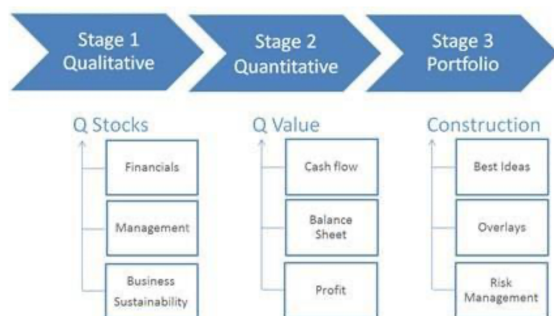 Stage 1
Qualitative
Stage 2
Quantitative
Stage 3
Portfolio
Q Stocks
Financials
Management
Business
Sustainability
Q Value
Cash flow
Balance
Sheet
Profit
Construction
Best Ideas
Overlays
Risk
Management